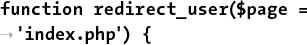 function redirect_user($page =
→'index.php') {